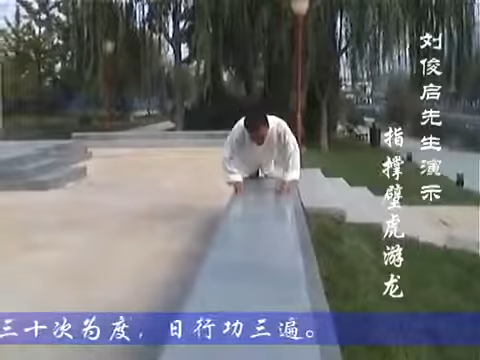 刘俊启先生演示
指撑壁虎游龙
三十次为度，日行功三遍。